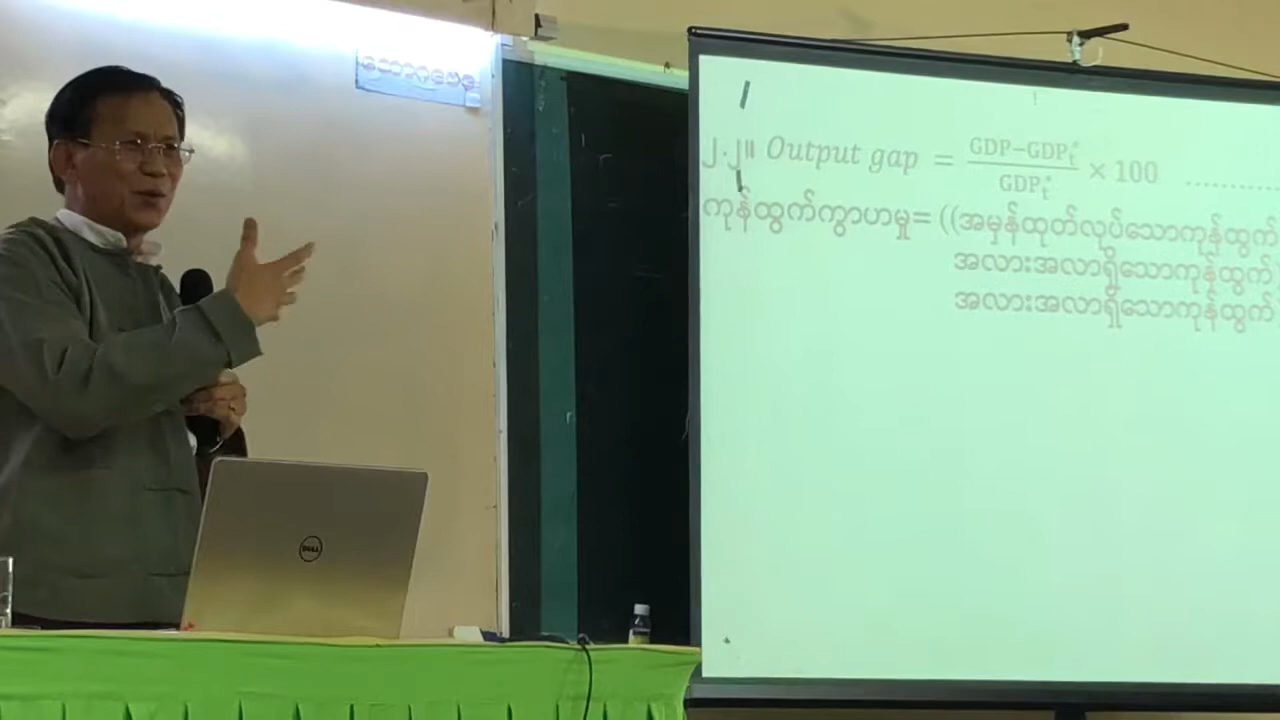 ၂.၂။ Output gap = (GDP−GDPₜ*)/GDPₜ* × 100 ............
ကုန်ထွက်ကွာဟမှု= ((အမှန်ထုတ်လုပ်သောကုန်ထွက်
အလားအလာရှိသောကုန်ထွက်)
အလားအလာရှိသောကုန်ထွက်
DELL